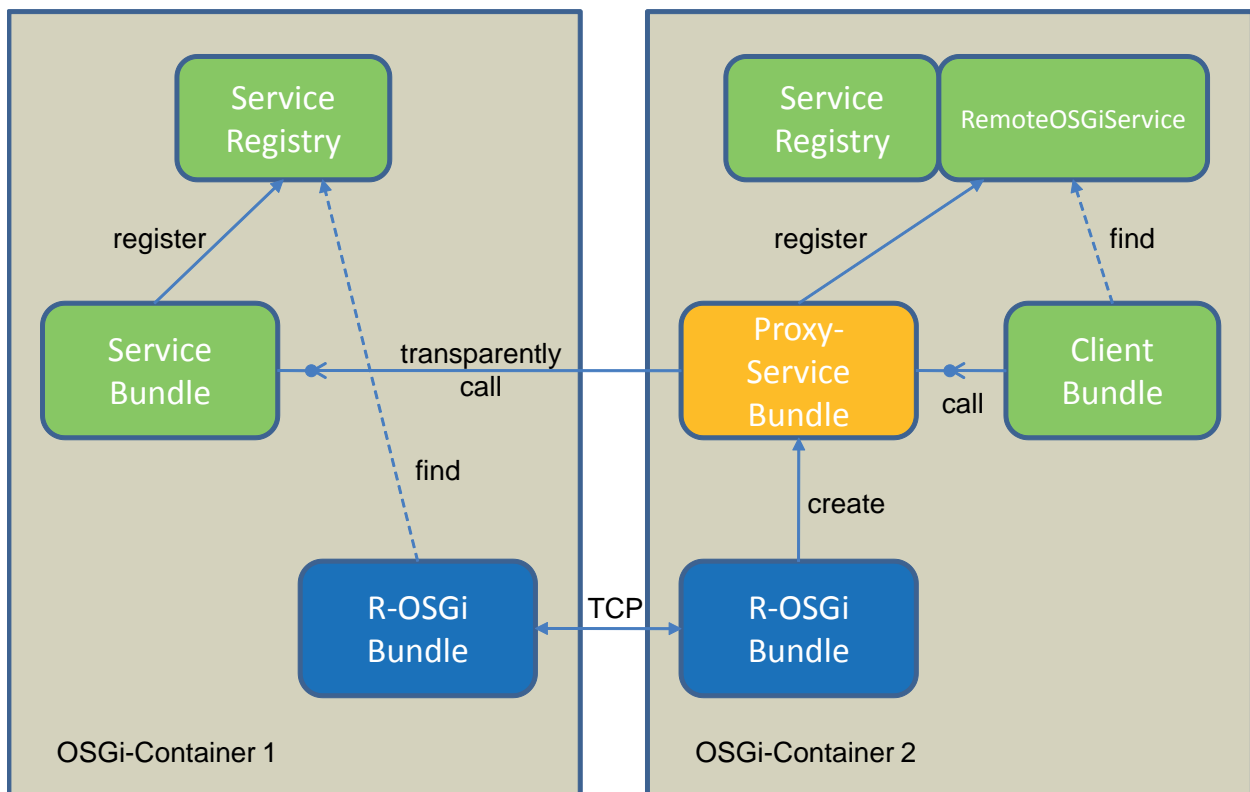 Service
Registry
register
Service
Bundle
transparently
call
find
R-OSGi
Bundle
OSGi-Container 1
TCP
Service
Registry
RemoteOSGiService
register
find
Proxy-
Service
Bundle
call
Client
Bundle
create
R-OSGi
Bundle
OSGi-Container 2